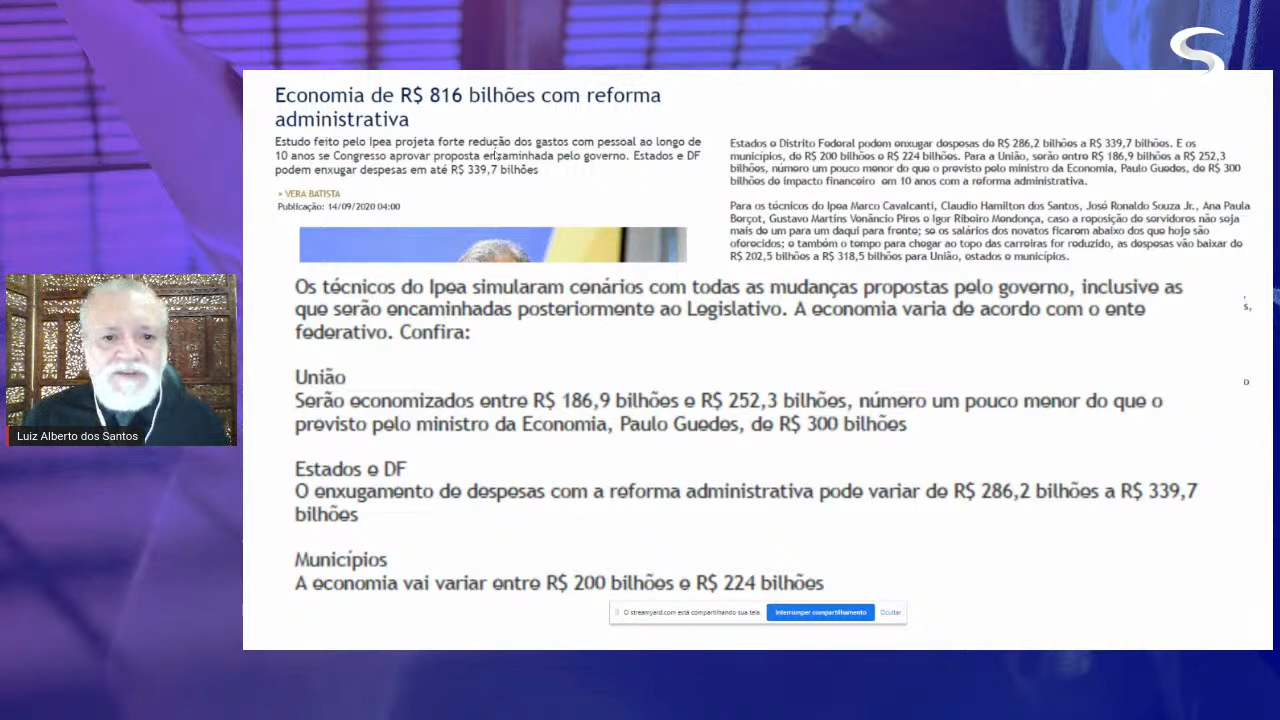 Economia de R$ 816 bilhões com reforma
administrativa
Estudo feito pelo Ipea projeta forte redução dos gastos com pessoal ao longo de
10 anos se Congresso aprovar proposta encaminhada pelo governo. Estados e DF
podem enxugar despesas em até R$ 339,7 bilhões
» VERA BATISTA
Publicação: 14/09/2020 04:00
Estados e Distrito Federal podem enxugar despesas de R$ 286,2 bilhões a R$ 339,7 bilhões. E os
municípios, de R$ 200 bilhões e R$ 224 bilhões. Para a União, serão entre R$ 186,9 bilhões a R$ 252,3
bilhões, número um pouco menor do que o previsto pelo ministro da Economia, Paulo Guedes, de R$ 300
bilhões de impacto financeiro em 10 anos com a reforma administrativa.
Para os técnicos do Ipea Marco Cavalcanti, Claudio Hamilton dos Santos, José Ronaldo Souza Jr., Ana Paula
Berçot, Gustavo Martins Venâncio Pires e Igor Ribeiro Mendonça, caso a reposição de servidores não seja
mais de um para um daqui para frente; se os salários dos novatos ficarem abaixo dos que hoje são
oferecidos; e também o tempo para chegar ao topo das carreiras for reduzido, as despesas vão baixar de
R$ 202,5 bilhões a R$ 318,5 bilhões para União, estados e municípios.
Os técnicos do Ipea simularam cenários com todas as mudanças propostas pelo governo, inclusive as
que serão encaminhadas posteriormente ao Legislativo. A economia varia de acordo com o ente
federativo. Confira:
União
Serão economizados entre R$ 186,9 bilhões e R$ 252,3 bilhões, número um pouco menor do que o
previsto pelo ministro da Economia, Paulo Guedes, de R$ 300 bilhões
Estados e DF
O enxugamento de despesas com a reforma administrativa pode variar de R$ 286,2 bilhões a R$ 339,7
bilhões
Municípios
A economia vai variar entre R$ 200 bilhões e R$ 224 bilhões
s,
o
O streamyard.com está compartilhando sua tela.
Interromper compartilhamento
Ocultar
Luiz Alberto dos Santos